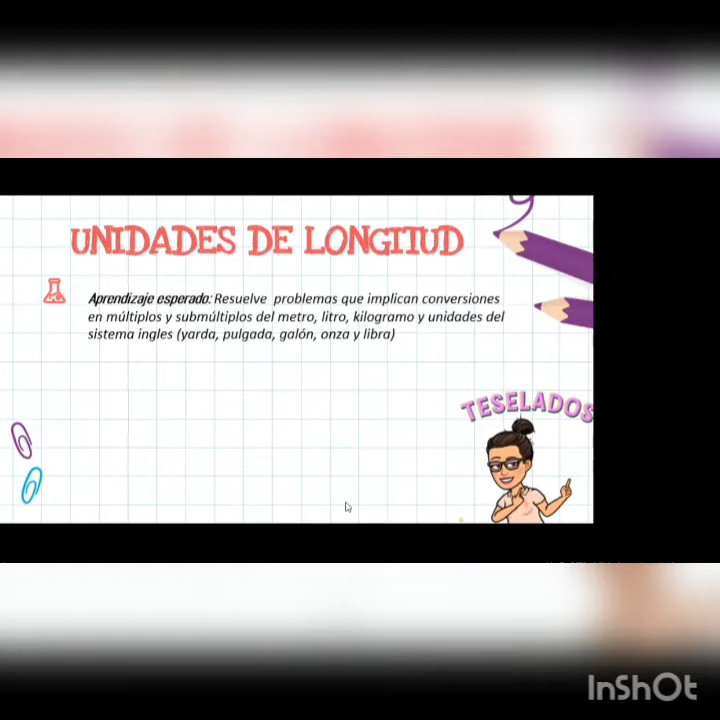 UNIDADES DE LONGITUD
Aprendizaje esperado: Resuelve problemas que implican conversiones
en múltiplos y submúltiplos del metro, litro, kilogramo y unidades del
sistema ingles (yarda, pulgada, galón, onza y libra)
TESELADOS
InShOt